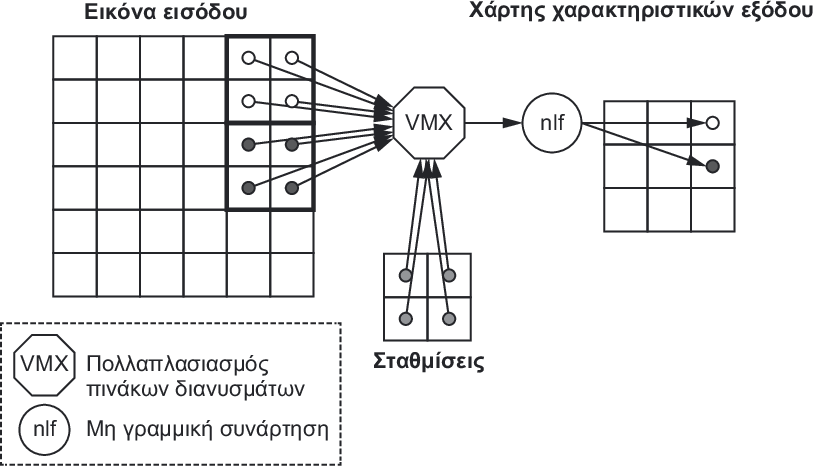 Εικόνα εισόδου
Χάρτης χαρακτηριστικών εξόδου
VMX
nlf
Σταθμίσεις
VMX Πολλαπλασιασμός
πινάκων διανυσμάτων
nlf Μη γραμμική συνάρτηση